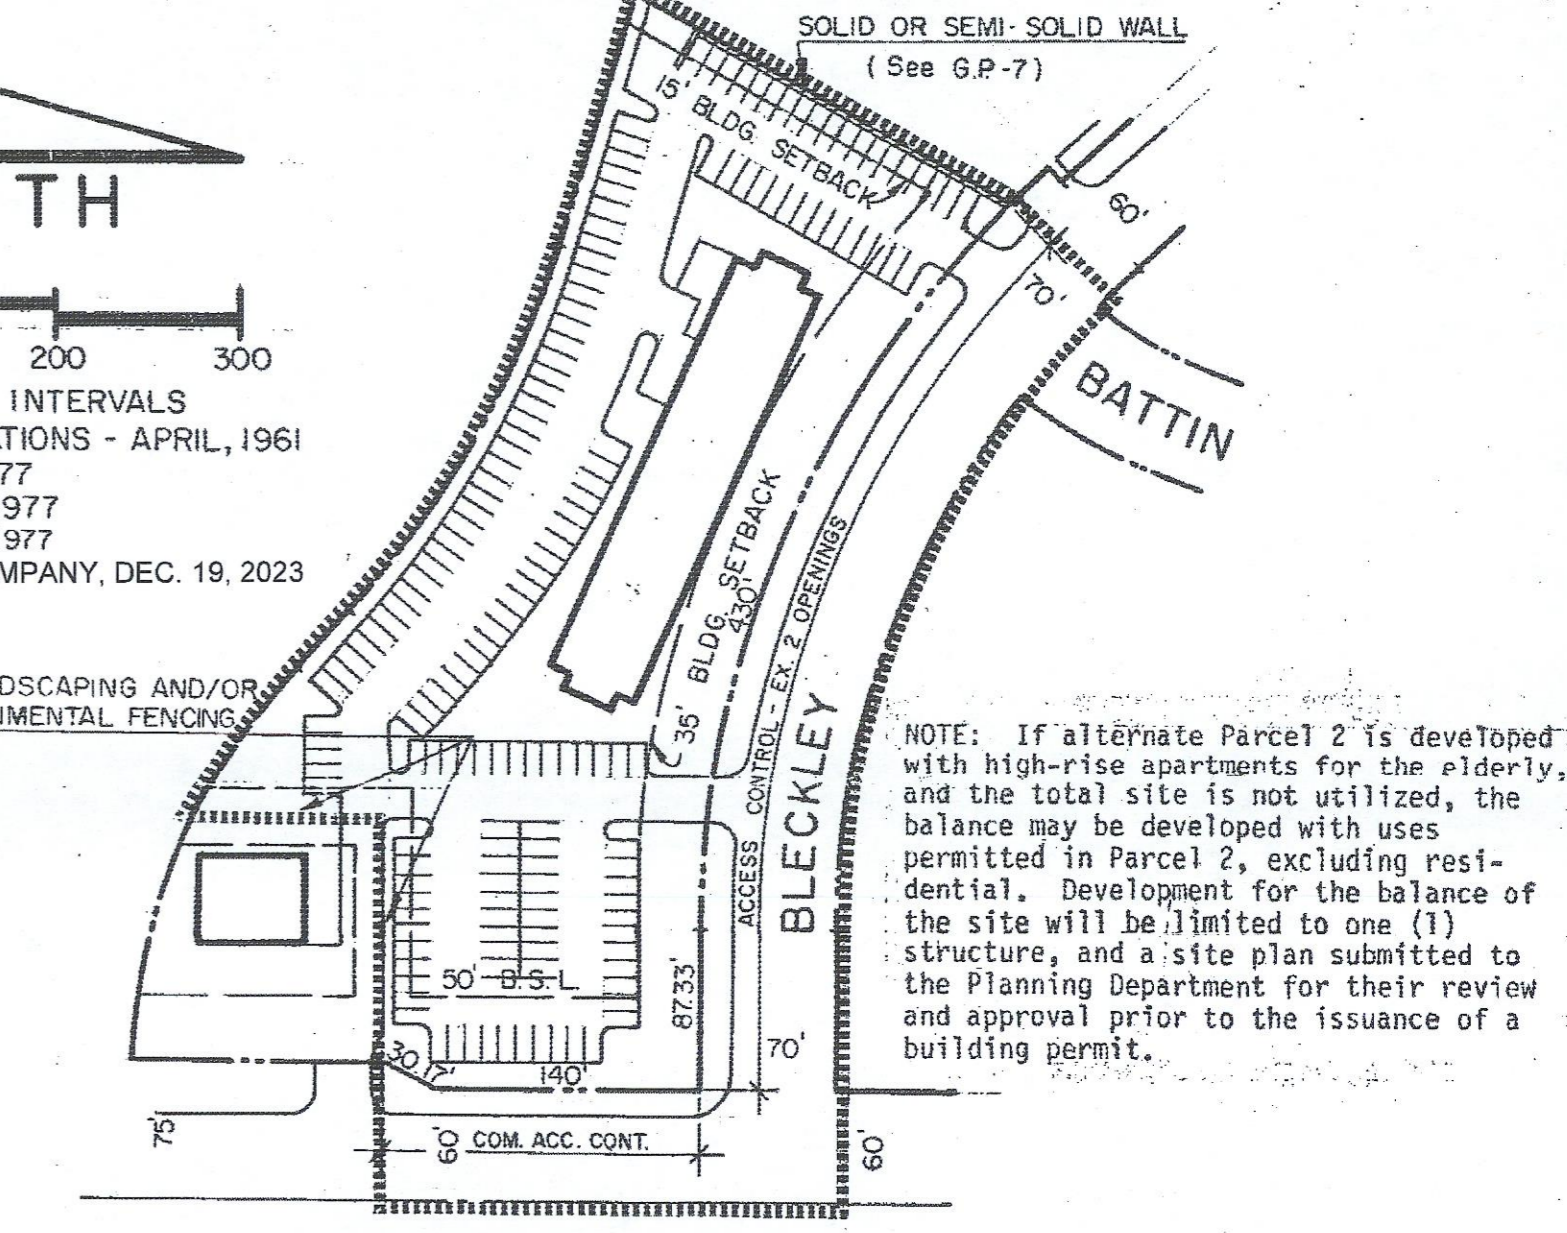 SOLID OR SEMI-SOLID WALL
(See G.P.-7)
15' BLDG. SETBACK
60'
70'
TH
200 300
BATTIN
INTERVALS
TIONS - APRIL, 1961
77
977
977
MPANY, DEC. 19, 2023
35' BLDG. SETBACK
430'
ACCESS CONTROL - EX. 2 OPENINGS
BLECKLEY
DSCAPING AND/OR
NMENTAL FENCING
NOTE: If alternate Parcel 2 is developed
with high-rise apartments for the elderly,
and the total site is not utilized, the
balance may be developed with uses
permitted in Parcel 2, excluding resi-
dential. Development for the balance of
the site will be limited to one (1)
structure, and a site plan submitted to
the Planning Department for their review
and approval prior to the issuance of a
building permit.
50' B.S.L.
87.33'
70'
30.17'
140'
75'
60'
COM. ACC. CONT.
60'